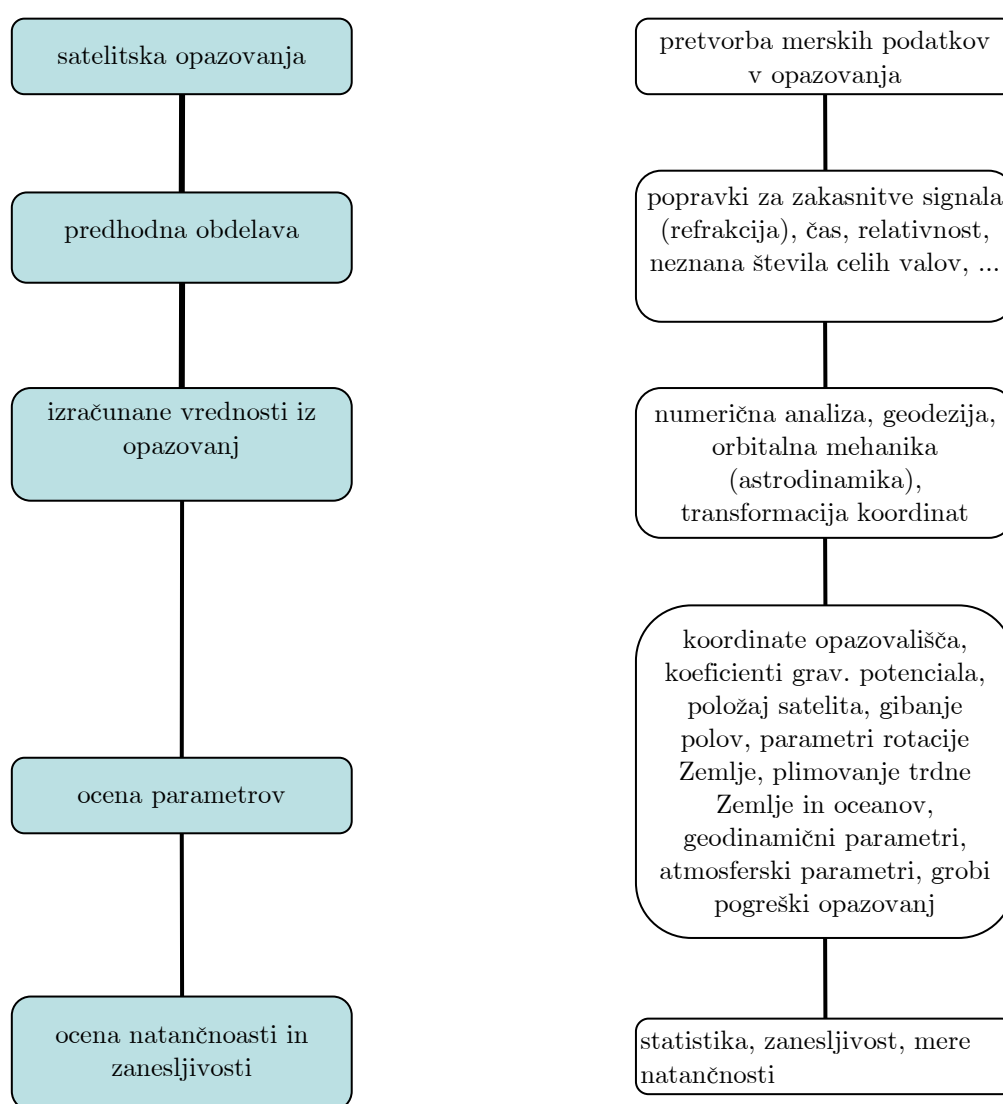 satelitska opazovanja
pretvorba merskih podatkov
v opazovanja
predhodna obdelava
popravki za zakasnitve signala
(refrakcija), čas, relativnost,
neznana števila celih valov, ...
izračunane vrednosti iz
opazovanj
numerična analiza, geodezija,
orbitalna mehanika
(astrodinamika),
transformacija koordinat
ocena parametrov
koordinate opazovališča,
koeficienti grav. potenciala,
položaj satelita, gibanje
polov, parametri rotacije
Zemlje, plimovanje trdne
Zemlje in oceanov,
geodinamični parametri,
atmosferski parametri, grobi
pogreški opazovanj
ocena natančnoasti in
zanesljivosti
statistika, zanesljivost, mere
natančnosti